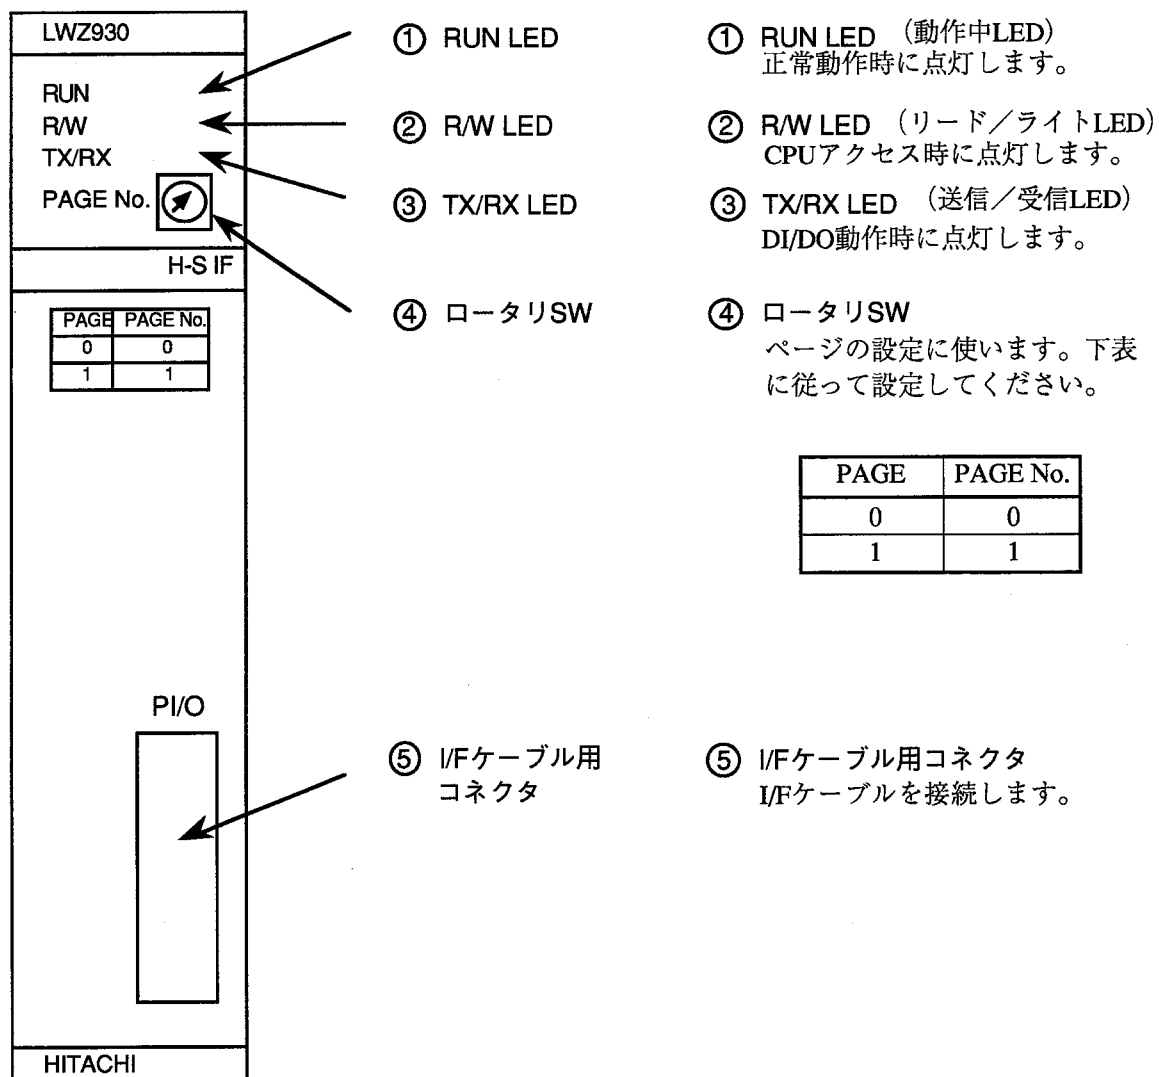 LWZ930
RUN
R/W
TX/RX
PAGE No.
H-S IF
PAGE PAGE No.
0 0
1 1
PI/O
HITACHI
① RUN LED
② R/W LED
③ TX/RX LED
④ ロータリSW
⑤ I/Fケーブル用
コネクタ
① RUN LED （動作中LED）
正常動作時に点灯します。
② R/W LED （リード／ライトLED）
CPUアクセス時に点灯します。
③ TX/RX LED （送信／受信LED）
DI/DO動作時に点灯します。
④ ロータリSW
ページの設定に使います。下表
に従って設定してください。
PAGE PAGE No.
0 0
1 1
⑤ I/Fケーブル用コネクタ
I/Fケーブルを接続します。